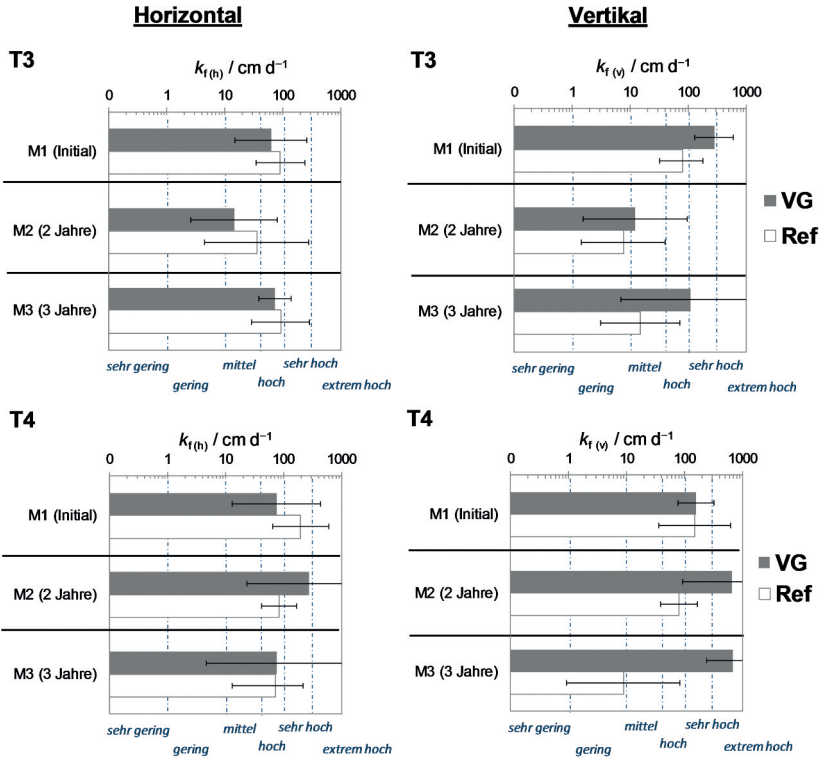 Horizontal
Vertikal
T3
k f (h) / cm d⁻¹
0 1 10 100 1000
M1 (Initial)
M2 (2 Jahre)
M3 (3 Jahre)
sehr gering
gering
mittel
hoch
sehr hoch
extrem hoch
T3
k f (v) / cm d⁻¹
0 1 10 100 1000
M1 (Initial)
M2 (2 Jahre)
M3 (3 Jahre)
VG
Ref
sehr gering
gering
mittel
hoch
sehr hoch
extrem hoch
T4
k f (h) / cm d⁻¹
0 1 10 100 1000
M1 (Initial)
M2 (2 Jahre)
M3 (3 Jahre)
sehr gering
gering
mittel
hoch
sehr hoch
extrem hoch
T4
k f (v) / cm d⁻¹
0 1 10 100 1000
M1 (Initial)
M2 (2 Jahre)
M3 (3 Jahre)
VG
Ref
sehr gering
gering
mittel
hoch
sehr hoch
extrem hoch